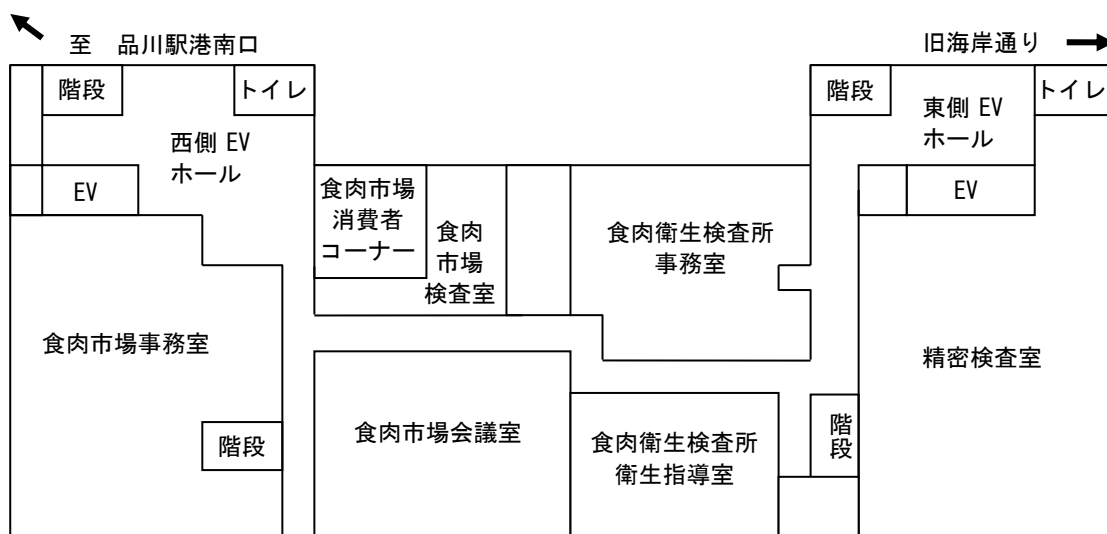 至　品川駅港南口
旧海岸通り
階段
トイレ
階段
東側 EV
ホール
トイレ
西側 EV
ホール
EV
食肉市場
消費者
コーナー
食肉
市場
検査室
食肉衛生検査所
事務室
EV
食肉市場事務室
精密検査室
階段
食肉市場会議室
食肉衛生検査所
衛生指導室
階
段